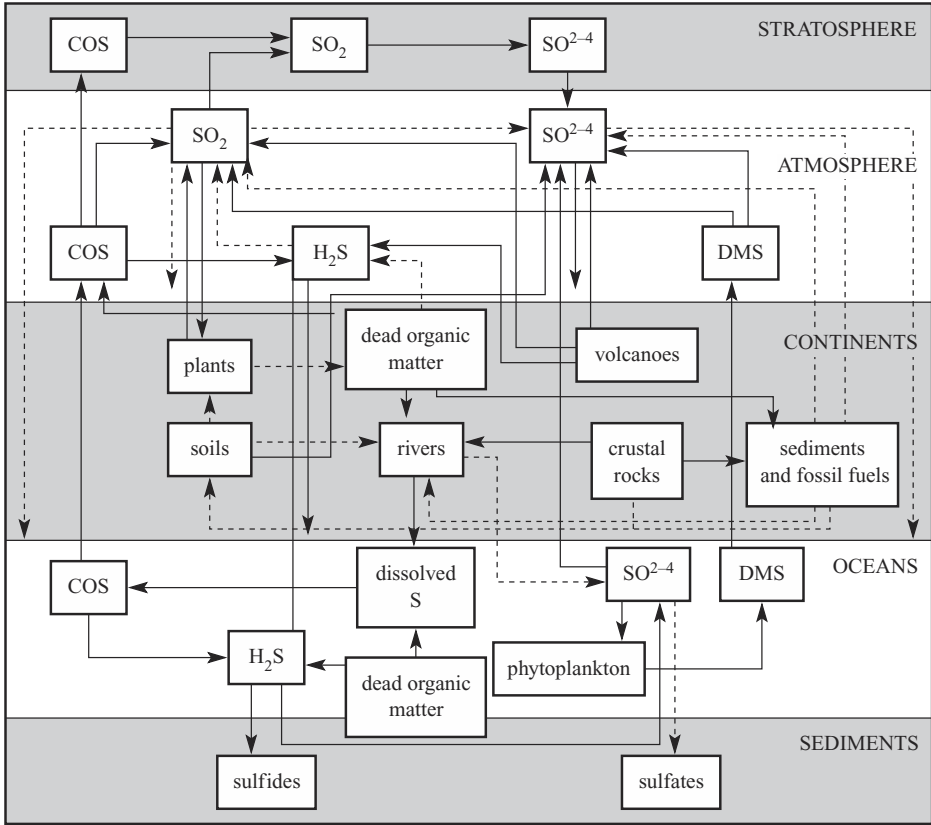 STRATOSPHERE
COS
SO₂
SO²⁻⁴
SO₂
SO²⁻⁴
ATMOSPHERE
COS
H₂S
DMS
CONTINENTS
dead organic
matter
volcanoes
plants
soils
rivers
crustal
rocks
sediments
and fossil fuels
OCEANS
COS
dissolved
S
SO²⁻⁴
DMS
H₂S
phytoplankton
dead organic
matter
SEDIMENTS
sulfides
sulfates